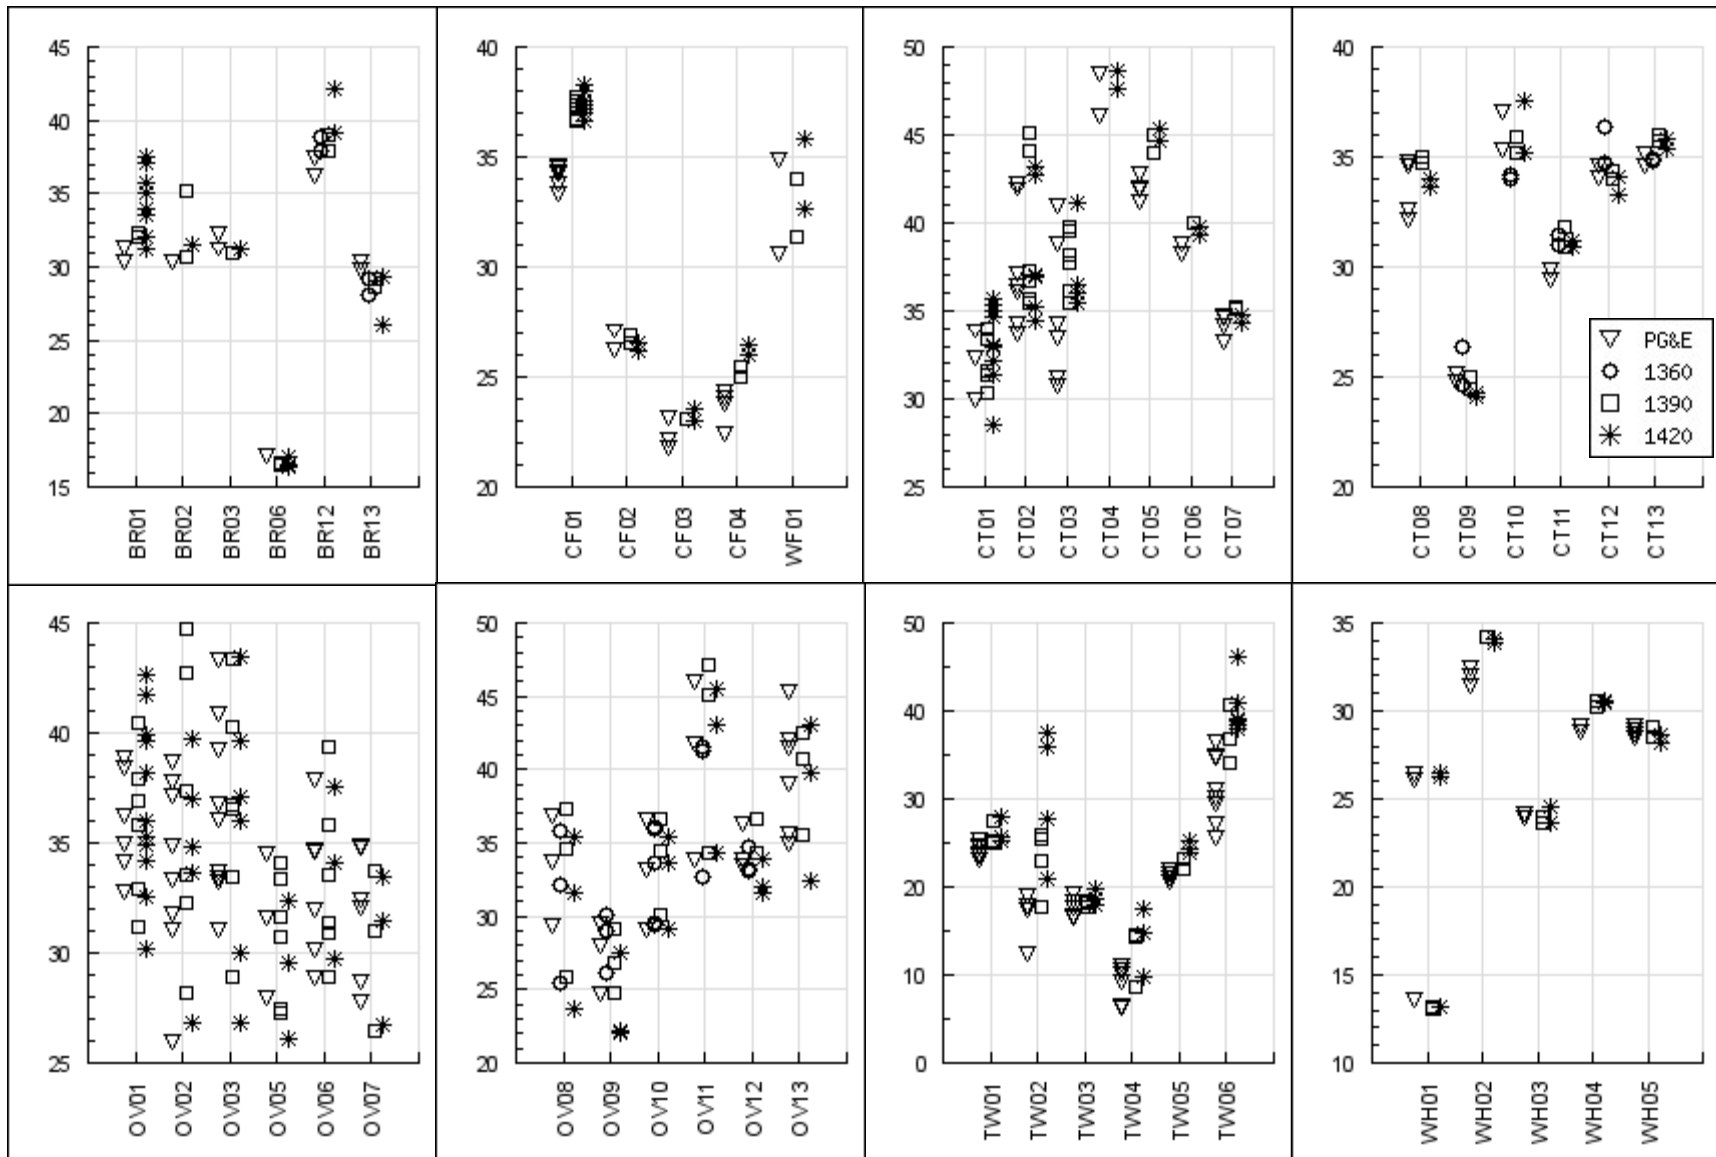 45
40
35
30
25
20
15
BR01
BR02
BR03
BR06
BR12
BR13
40
35
30
25
20
CF01
CF02
CF03
CF04
WF01
50
45
40
35
30
25
CT01
CT02
CT03
CT04
CT05
CT06
CT07
40
35
30
25
20
CT08
CT09
CT10
CT11
CT12
CT13
PG&E
1360
1390
1420
45
40
35
30
25
OV01
OV02
OV03
OV05
OV06
OV07
50
45
40
35
30
25
20
OV08
OV09
OV10
OV11
OV12
OV13
50
40
30
20
10
0
TW01
TW02
TW03
TW04
TW05
TW06
35
30
25
20
15
10
WH01
WH02
WH03
WH04
WH05